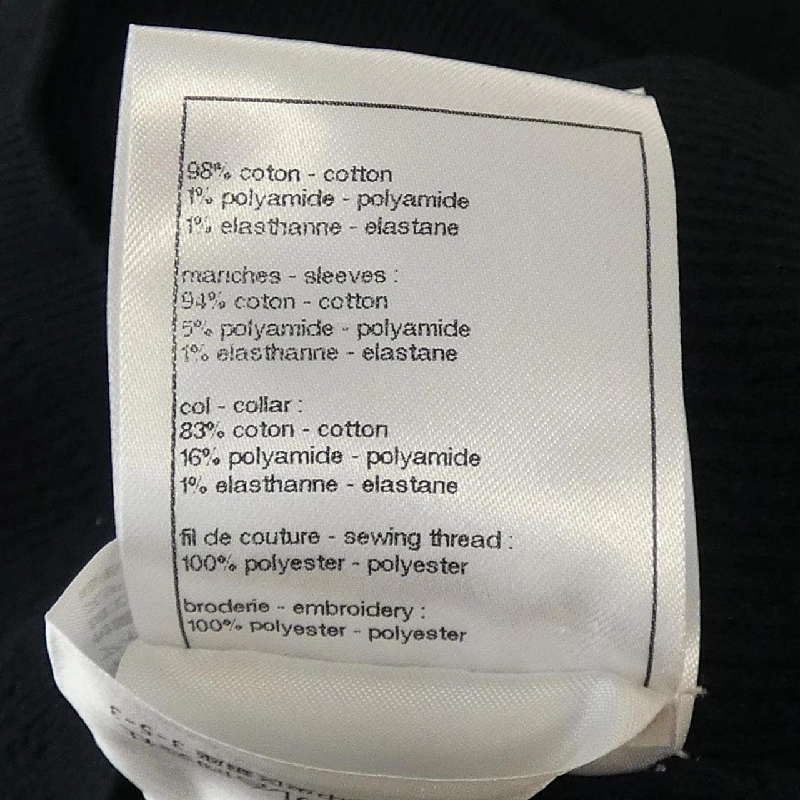 98% coton - cotton
1% polyamide - polyamide
1% elasthanne - elastane
manches - sleeves :
94% coton - cotton
5% polyamide - polyamide
1% elasthanne - elastane
col - collar :
83% coton - cotton
16% polyamide - polyamide
1% elasthanne - elastane
fil de couture - sewing thread :
100% polyester - polyester
broderie - embroidery :
100% polyester - polyester